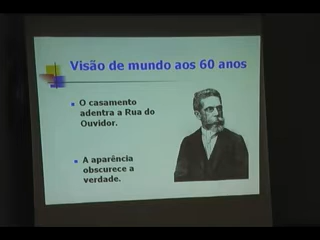 Visão de mundo aos 60 anos
O casamento
adentra a Rua do
Ouvidor.
A aparência
obscurece a
verdade.